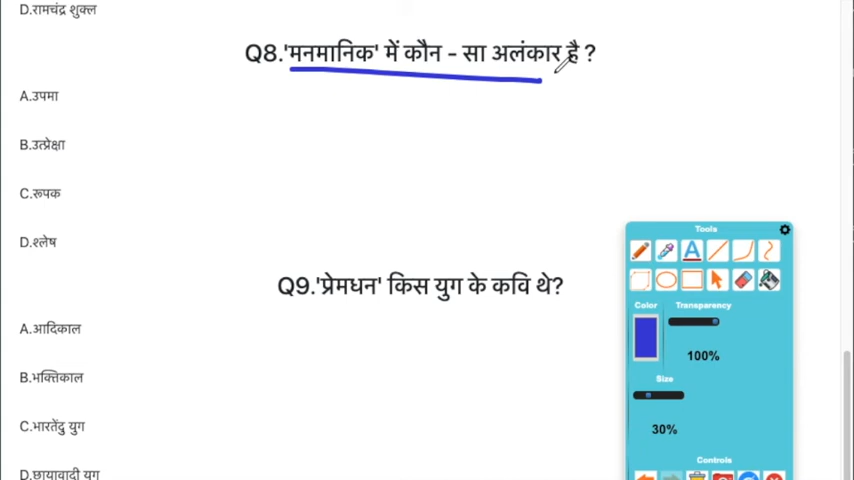 D.रामचंद्र शुक्ल
Q8.'मनमानिक' में कौन - सा अलंकार है ?
A.उपमा
B.उत्प्रेक्षा
C.रूपक
D.श्लेष
Tools
A
Q9.'प्रेमधन' किस युग के कवि थे?
Color
Transparency
A.आदिकाल
100%
B.भक्तिकाल
Size
C.भारतेंदु युग
30%
Controls
D.छायावादी युग